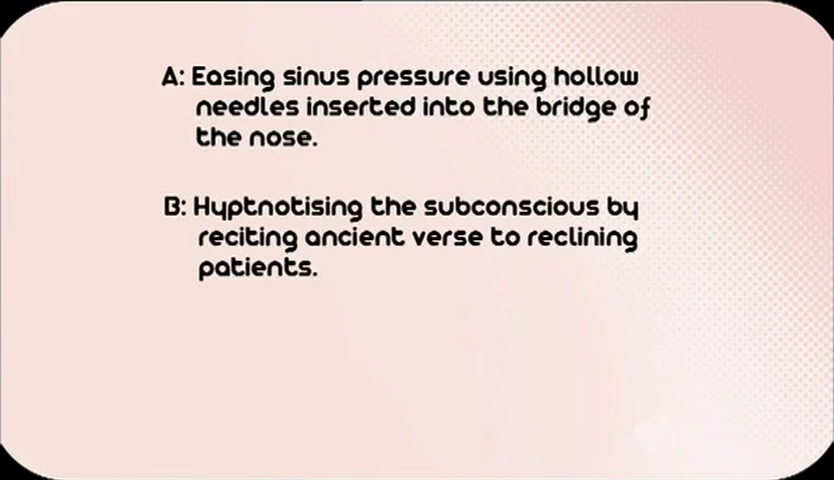 A: Easing sinus pressure using hollow
needles inserted into the bridge of
the nose.
B: Hyptnotising the subconscious by
reciting ancient verse to reclining
patients.